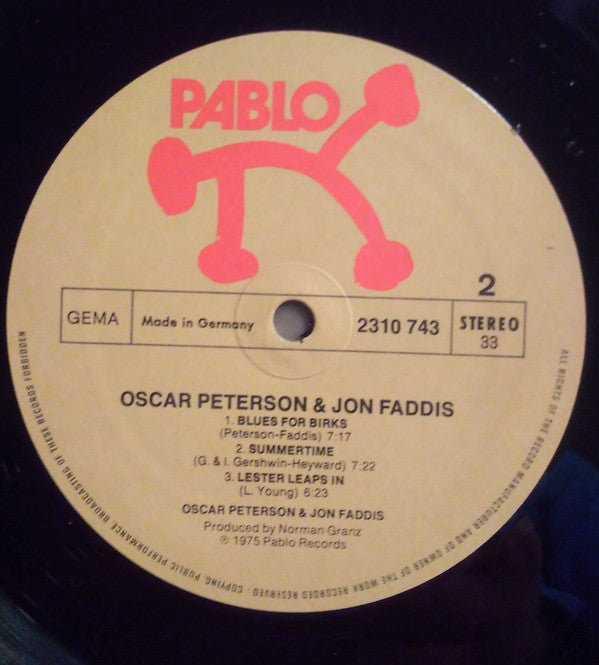 PABLO
2
GEMA
Made in Germany
2310 743
STEREO
33
OSCAR PETERSON & JON FADDIS
1. BLUES FOR BIRKS
(Peterson-Faddis) 7:17
2. SUMMERTIME
(G. & I. Gershwin-Heyward) 7:22
3. LESTER LEAPS IN
(L. Young) 6:23
OSCAR PETERSON & JON FADDIS
Produced by Norman Granz
℗ 1975 Pablo Records
ALL RIGHTS OF THE RECORD MANUFACTURER AND OF OWNER OF THE WORK RECORDED RESERVED · COPYING, PUBLIC PERFORMANCE, BROADCASTING OF THESE RECORDS FORBIDDEN